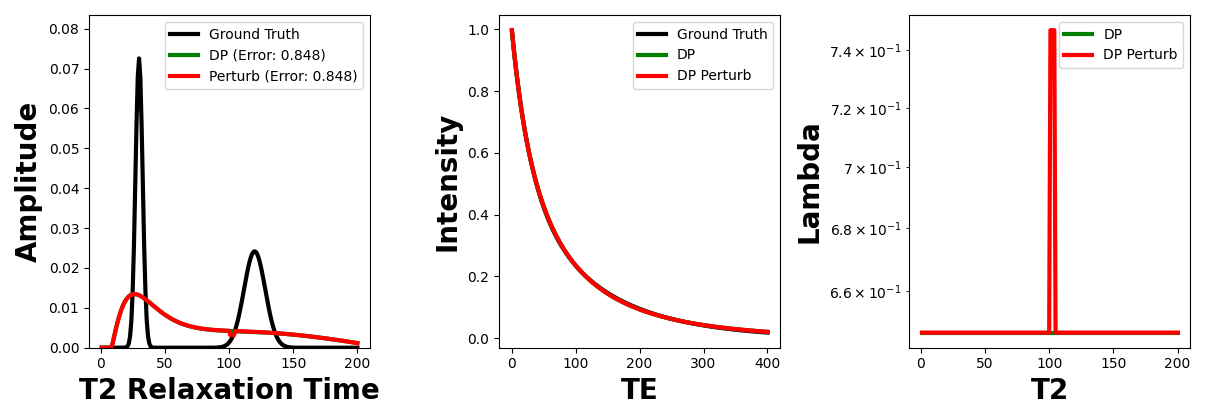 0.08
0.07
0.06
0.05
0.04
0.03
0.02
0.01
0.00
Amplitude
Ground Truth
DP (Error: 0.848)
Perturb (Error: 0.848)
0
50
100
150
200
T2 Relaxation Time
1.0
0.8
0.6
0.4
0.2
0.0
Intensity
Ground Truth
DP
DP Perturb
0
100
200
300
400
TE
7.4 × 10⁻¹
7.2 × 10⁻¹
7 × 10⁻¹
6.8 × 10⁻¹
6.6 × 10⁻¹
Lambda
DP
DP Perturb
0
50
100
150
200
T2